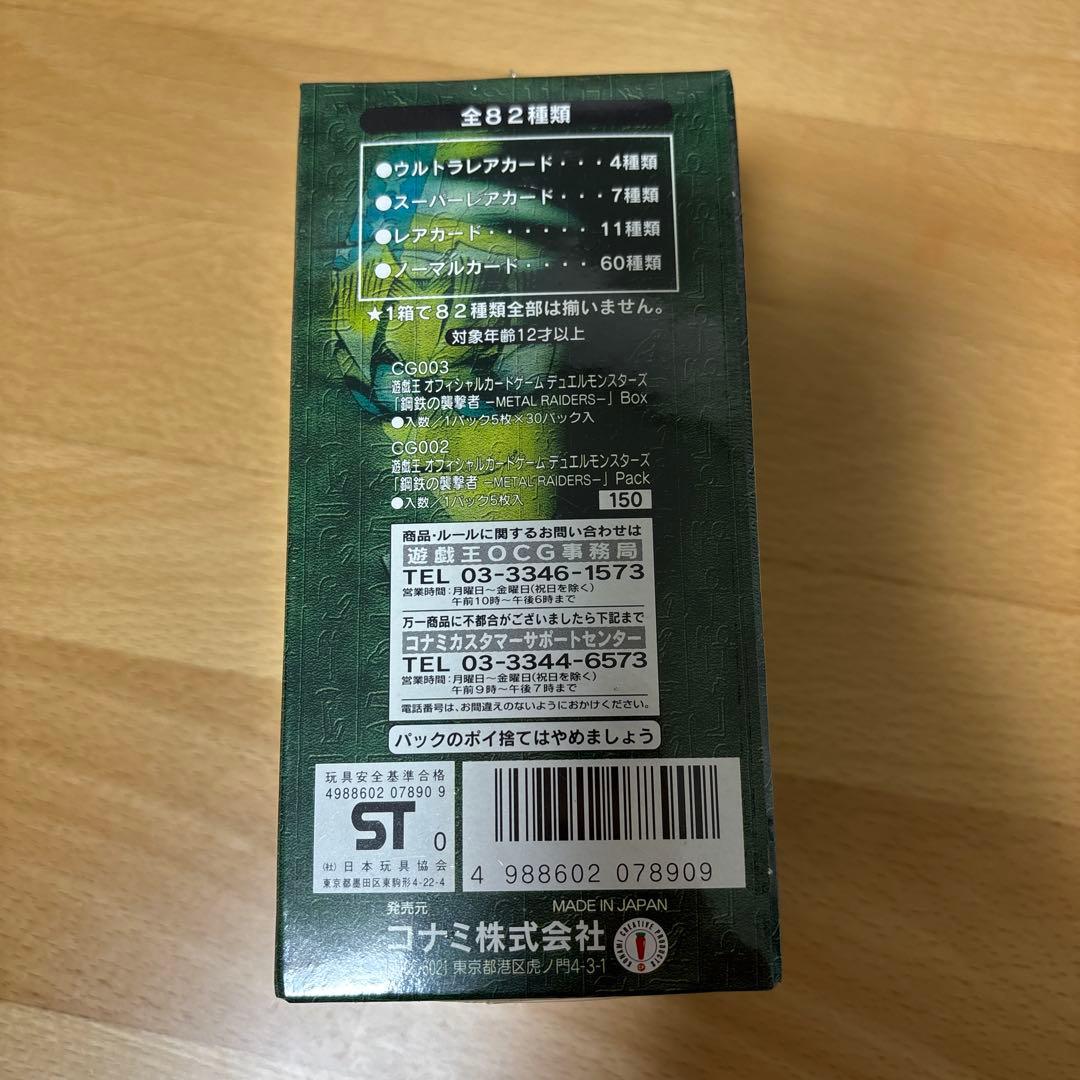 全82種類
●ウルトラレアカード・・・4種類
●スーパーレアカード・・・7種類
●レアカード・・・・・・11種類
●ノーマルカード・・・・60種類
★1箱で82種類全部は揃いません。
対象年齢12才以上
CG003
遊戯王 オフィシャルカードゲーム デュエルモンスターズ
「鋼鉄の襲撃者 −METAL RAIDERS−」Box
●入数/1パック5枚×30パック入
CG002
遊戯王 オフィシャルカードゲーム デュエルモンスターズ
「鋼鉄の襲撃者 −METAL RAIDERS−」Pack
●入数/1パック5枚入 150
商品・ルールに関するお問い合わせは
遊戯王OCG事務局
TEL 03-3346-1573
営業時間:月曜日〜金曜日(祝日を除く)
午前10時〜午後6時まで
万一商品に不都合がございましたら下記まで
コナミカスタマーサポートセンター
TEL 03-3344-6573
営業時間:月曜日〜金曜日(祝日を除く)
午前9時〜午後7時まで
電話番号は、お間違えのないようにおかけください。
パックのポイ捨てはやめましょう
玩具安全基準合格
4988602 07890 9
ST 0
(社)日本玩具協会
東京都墨田区東駒形4-22-4
4 988602 078909
発売元 MADE IN JAPAN
コナミ株式会社
KONAMI CREATIVE PRODUCTS
6021 東京都港区虎ノ門4-3-1